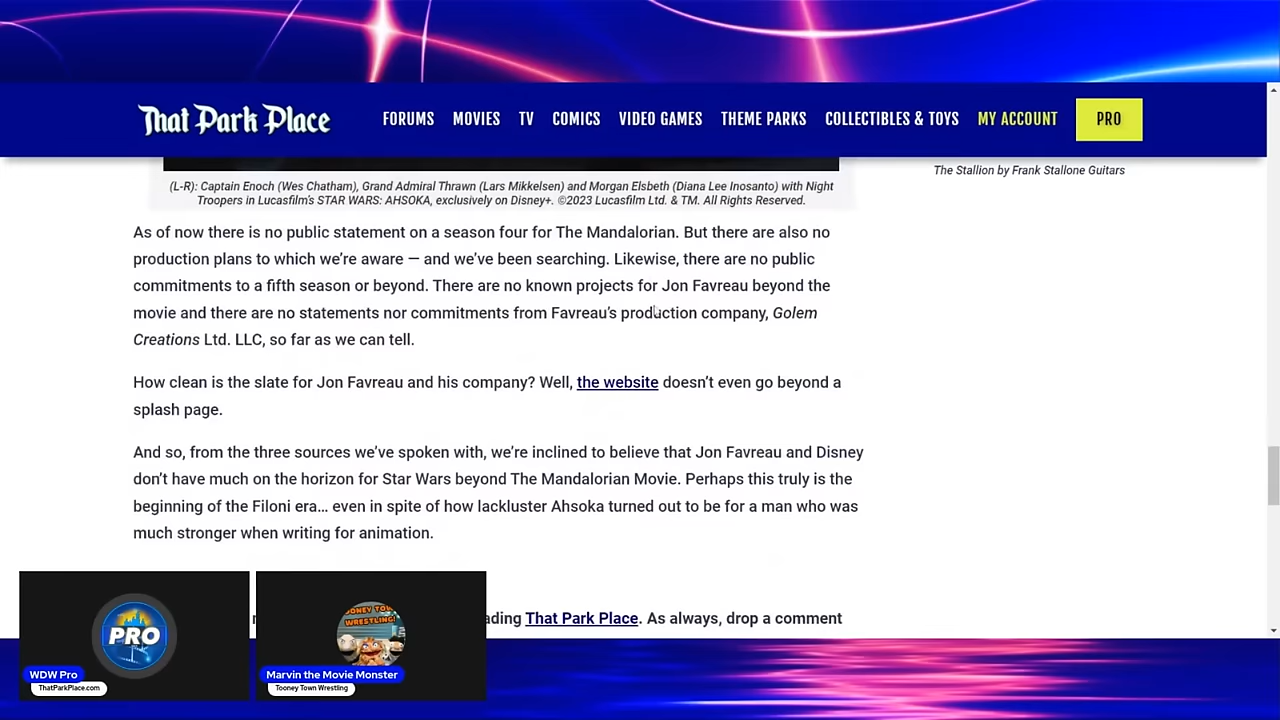 That Park Place
FORUMS MOVIES TV COMICS VIDEO GAMES THEME PARKS COLLECTIBLES & TOYS MY ACCOUNT PRO
The Stallion by Frank Stallone Guitars
(L-R): Captain Enoch (Wes Chatham), Grand Admiral Thrawn (Lars Mikkelsen) and Morgan Elsbeth (Diana Lee Inosanto) with Night
Troopers in Lucasfilm's STAR WARS: AHSOKA, exclusively on Disney+. ©2023 Lucasfilm Ltd. & TM. All Rights Reserved.
As of now there is no public statement on a season four for The Mandalorian. But there are also no
production plans to which we’re aware — and we’ve been searching. Likewise, there are no public
commitments to a fifth season or beyond. There are no known projects for Jon Favreau beyond the
movie and there are no statements nor commitments from Favreau’s production company, Golem
Creations Ltd. LLC, so far as we can tell.
How clean is the slate for Jon Favreau and his company? Well, the website doesn’t even go beyond a
splash page.
And so, from the three sources we’ve spoken with, we’re inclined to believe that Jon Favreau and Disney
don’t have much on the horizon for Star Wars beyond The Mandalorian Movie. Perhaps this truly is the
beginning of the Filoni era… even in spite of how lackluster Ahsoka turned out to be for a man who was
much stronger when writing for animation.
That Park Place. As always, drop a comment
PRO
WDW Pro
ThatParkPlace.com
TOONEY TOWN
WRESTLING!
Marvin the Movie Monster
Tooney Town Wrestling